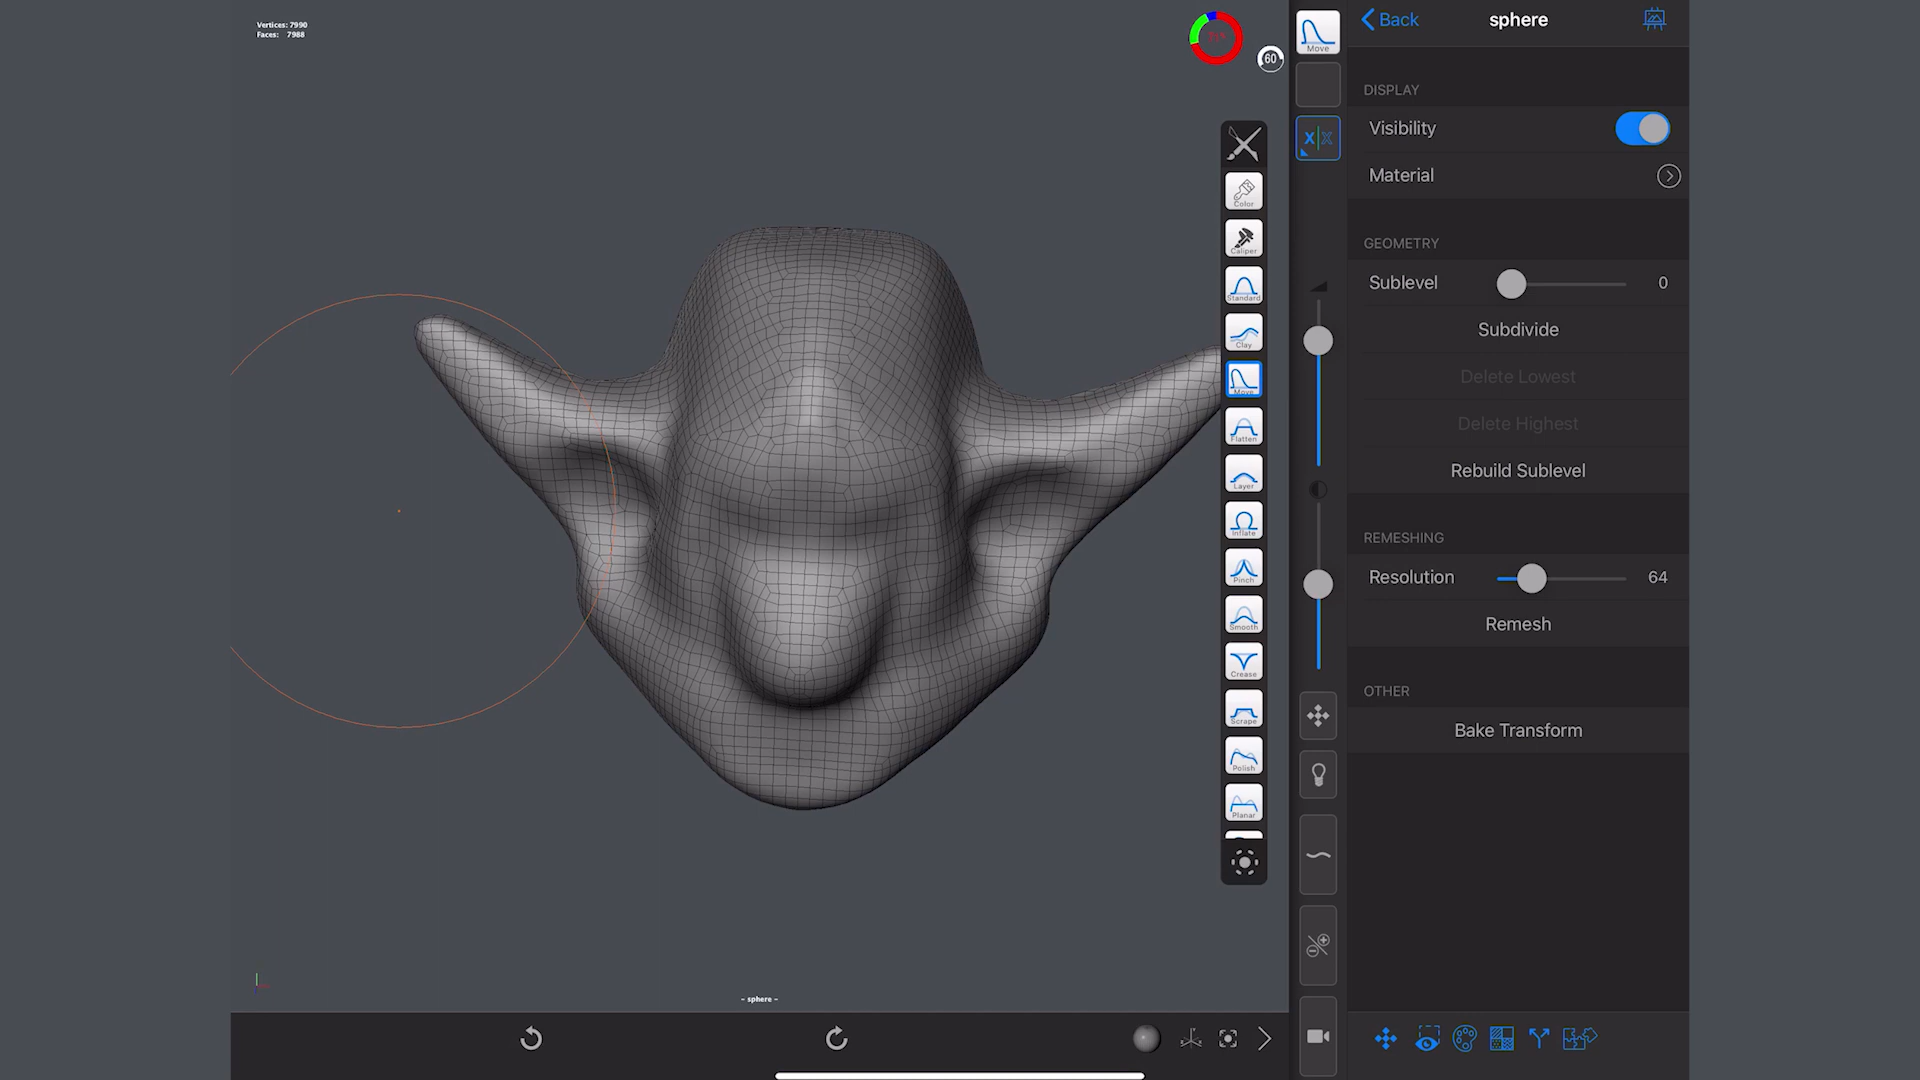 Vertices: 7990
Faces: 7988
60
Move
X|X
Color
Caliper
Standard
Clay
Move
Flatten
Layer
Inflate
Pinch
Smooth
Crease
Scrape
Polish
Planar
- sphere -
Back
sphere
DISPLAY
Visibility
Material
GEOMETRY
Sublevel 0
Subdivide
Delete Lowest
Delete Highest
Rebuild Sublevel
REMESHING
Resolution 64
Remesh
OTHER
Bake Transform